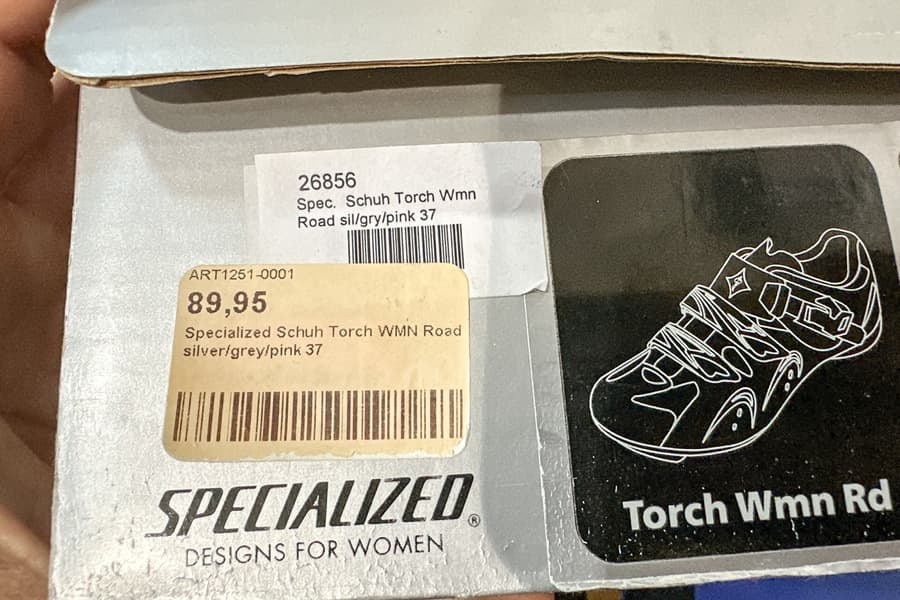 26856
Spec. Schuh Torch Wmn
Road sil/gry/pink 37
ART1251-0001
89,95
Specialized Schuh Torch WMN Road
silver/grey/pink 37
SPECIALIZED®
DESIGNS FOR WOMEN
Torch Wmn Rd